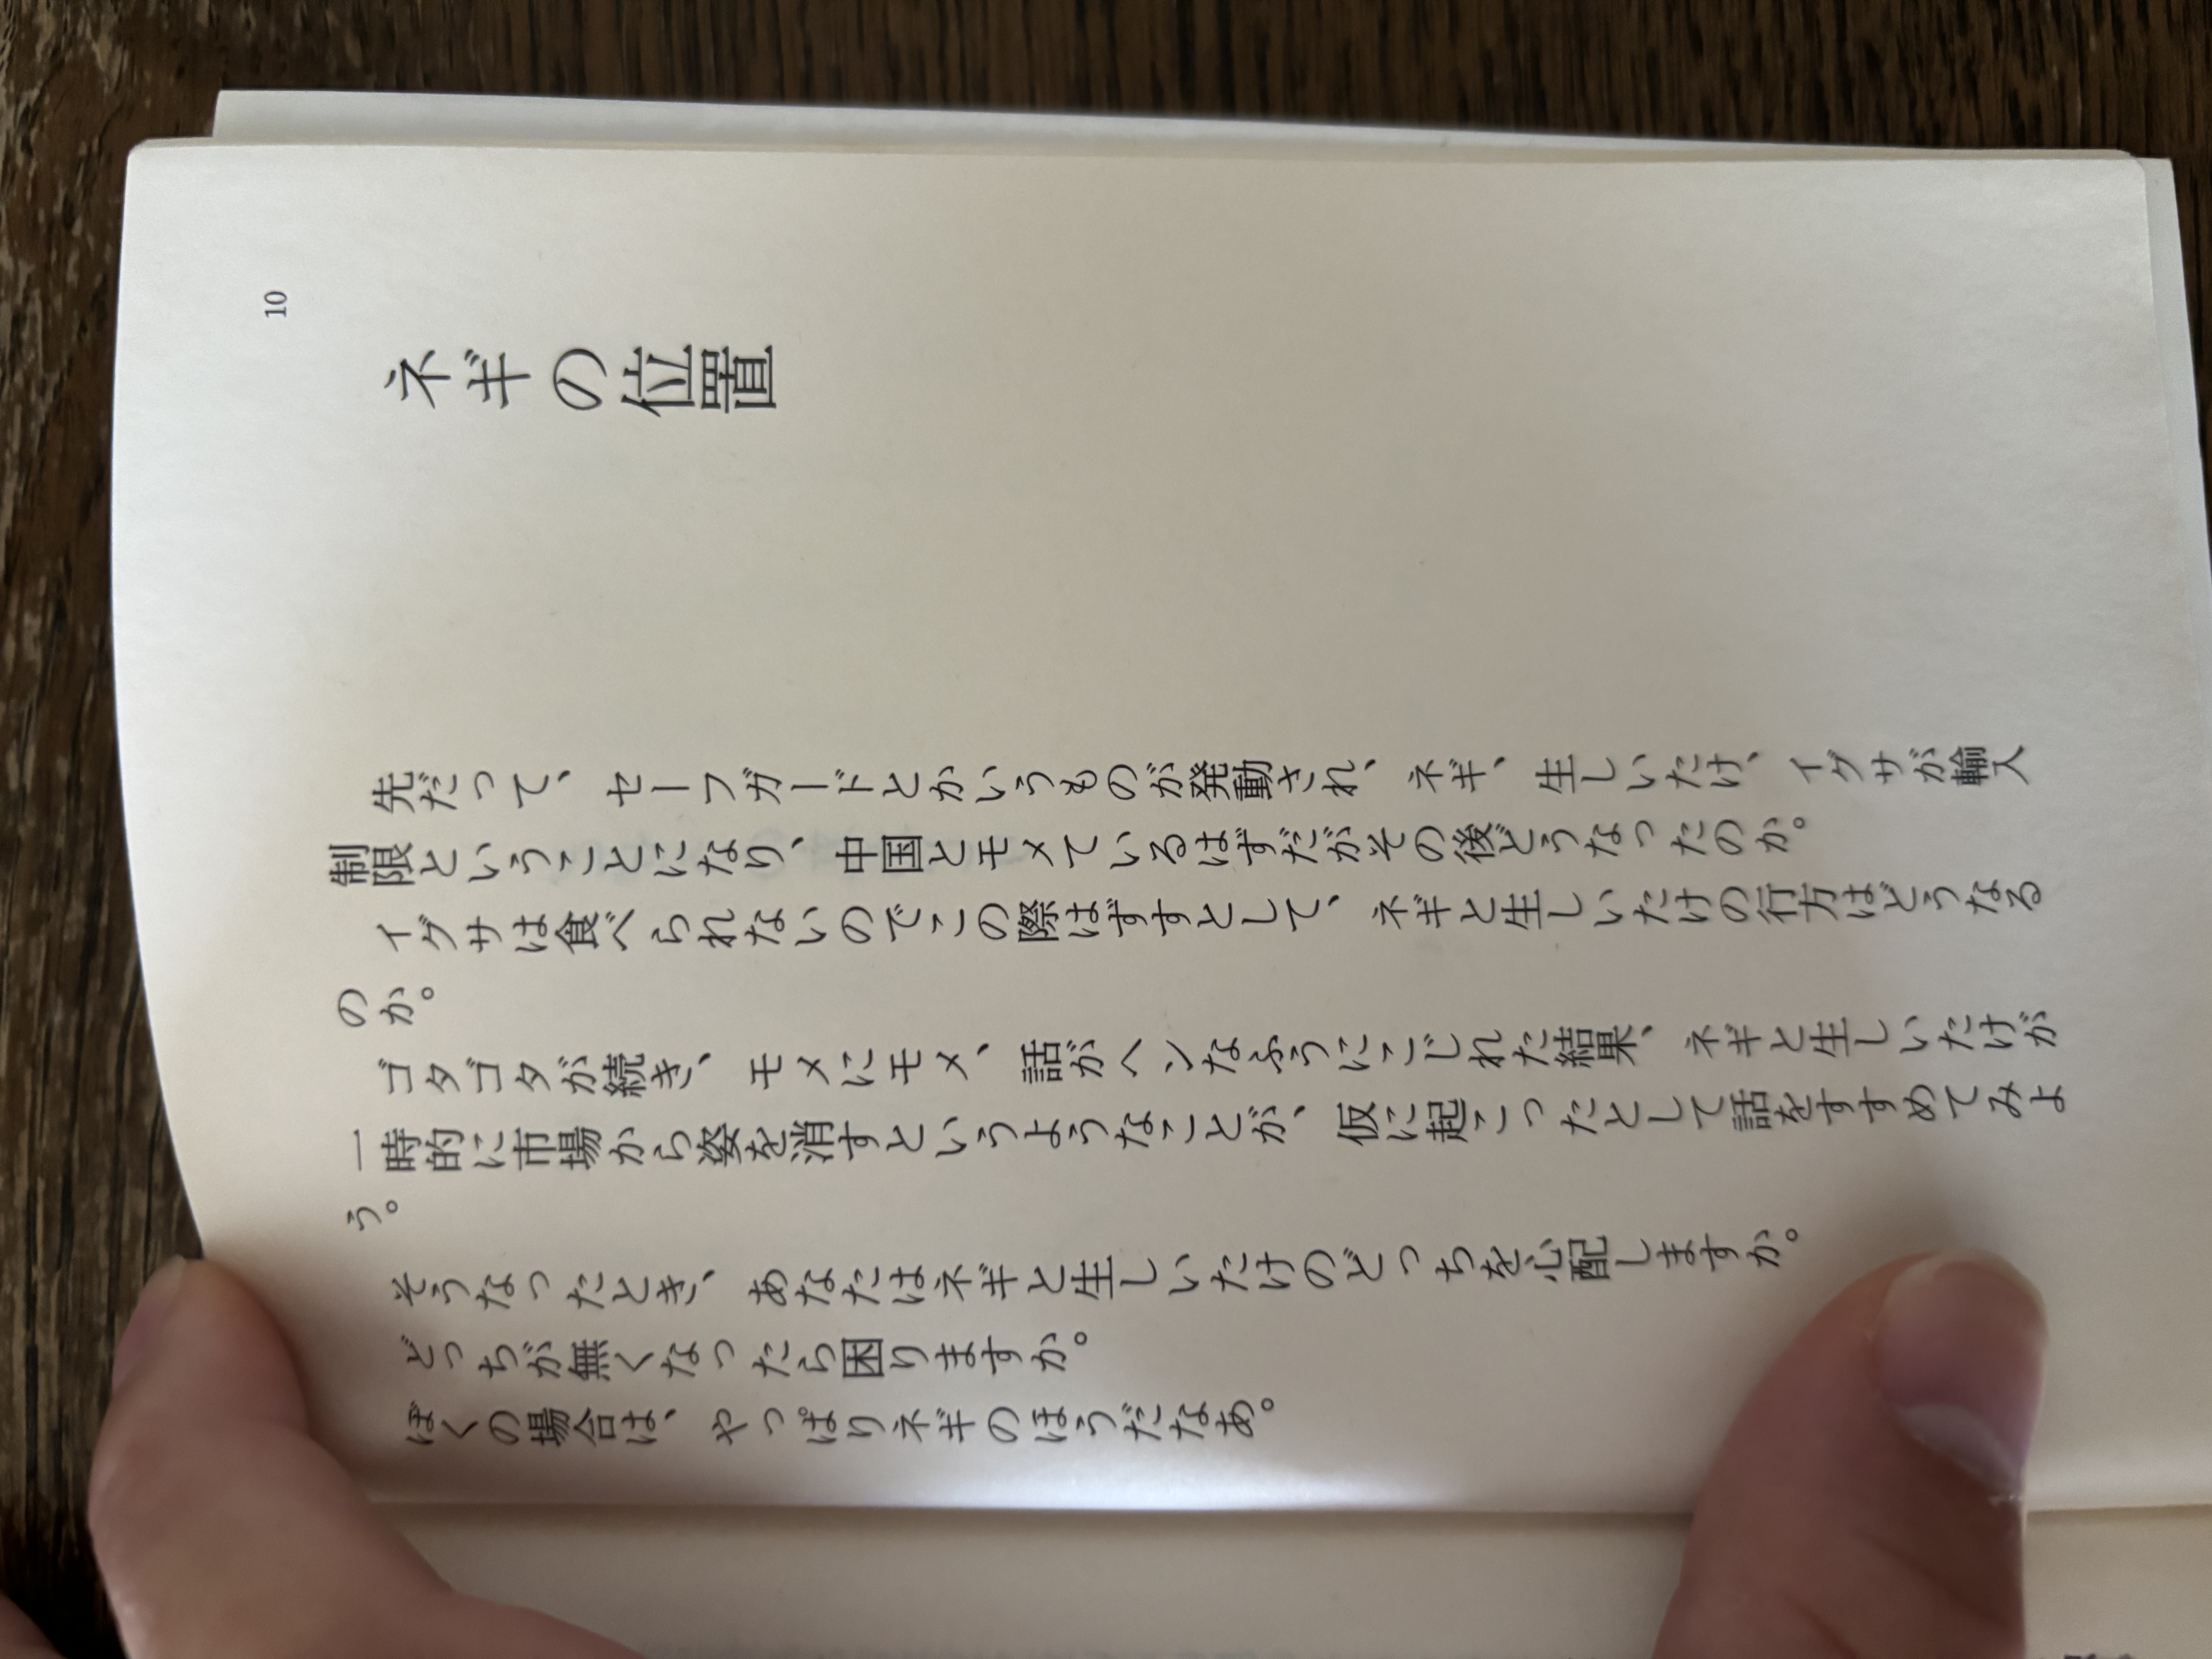 10
ネギの位置
先だって、セーフガードとかいうものが発動され、ネギ、生しいたけ、イグサが輸入
制限ということになり、中国とモメているはずだがその後どうなったのか。
イグサは食べられないのでこの際はずすとして、ネギと生しいたけの行方はどうなる
のか。
ゴタゴタが続き、モメにモメ、話がヘンなふうにこじれた結果、ネギと生しいたけが
一時的に市場から姿を消すというようなことが、仮に起こったとして話をすすめてみよ
う。
そうなったとき、あなたはネギと生しいたけのどっちを心配しますか。
どっちが無くなったら困りますか。
ぼくの場合は、やっぱりネギのほうだなあ。